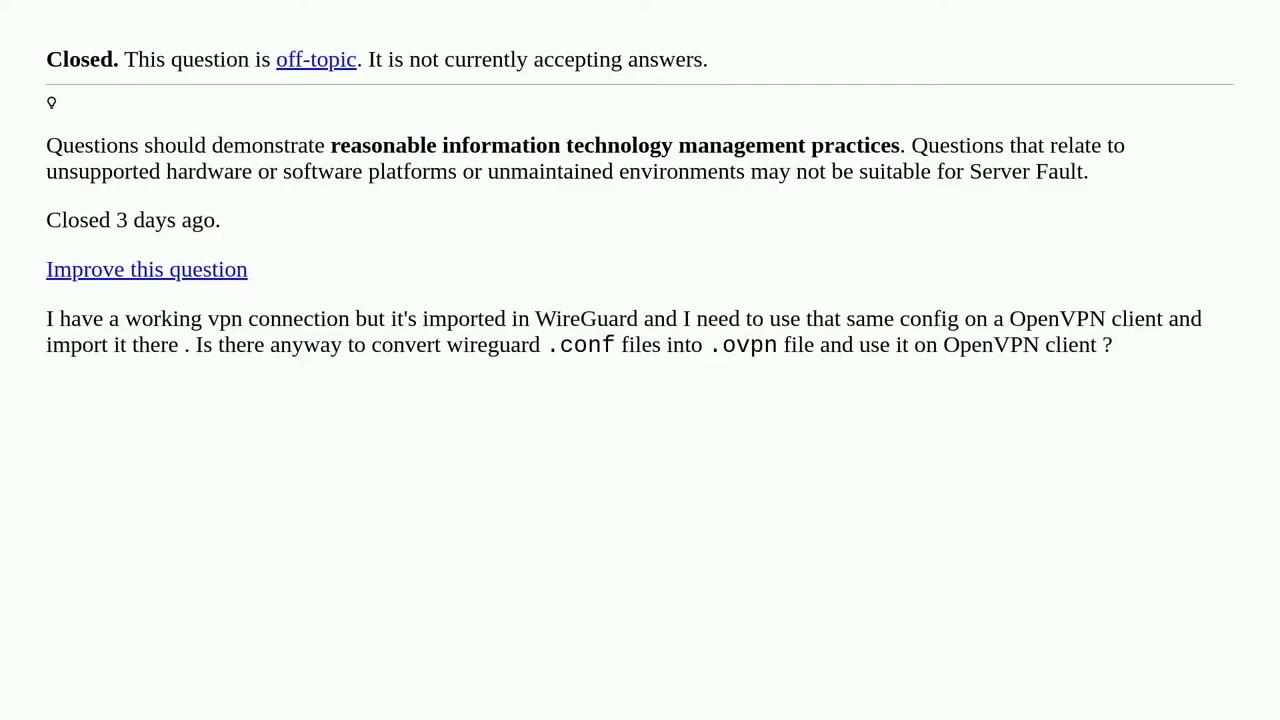 Closed. This question is off-topic. It is not currently accepting answers.
Questions should demonstrate reasonable information technology management practices. Questions that relate to
unsupported hardware or software platforms or unmaintained environments may not be suitable for Server Fault.
Closed 3 days ago.
Improve this question
I have a working vpn connection but it's imported in WireGuard and I need to use that same config on a OpenVPN client and
import it there . Is there anyway to convert wireguard .conf files into .ovpn file and use it on OpenVPN client ?